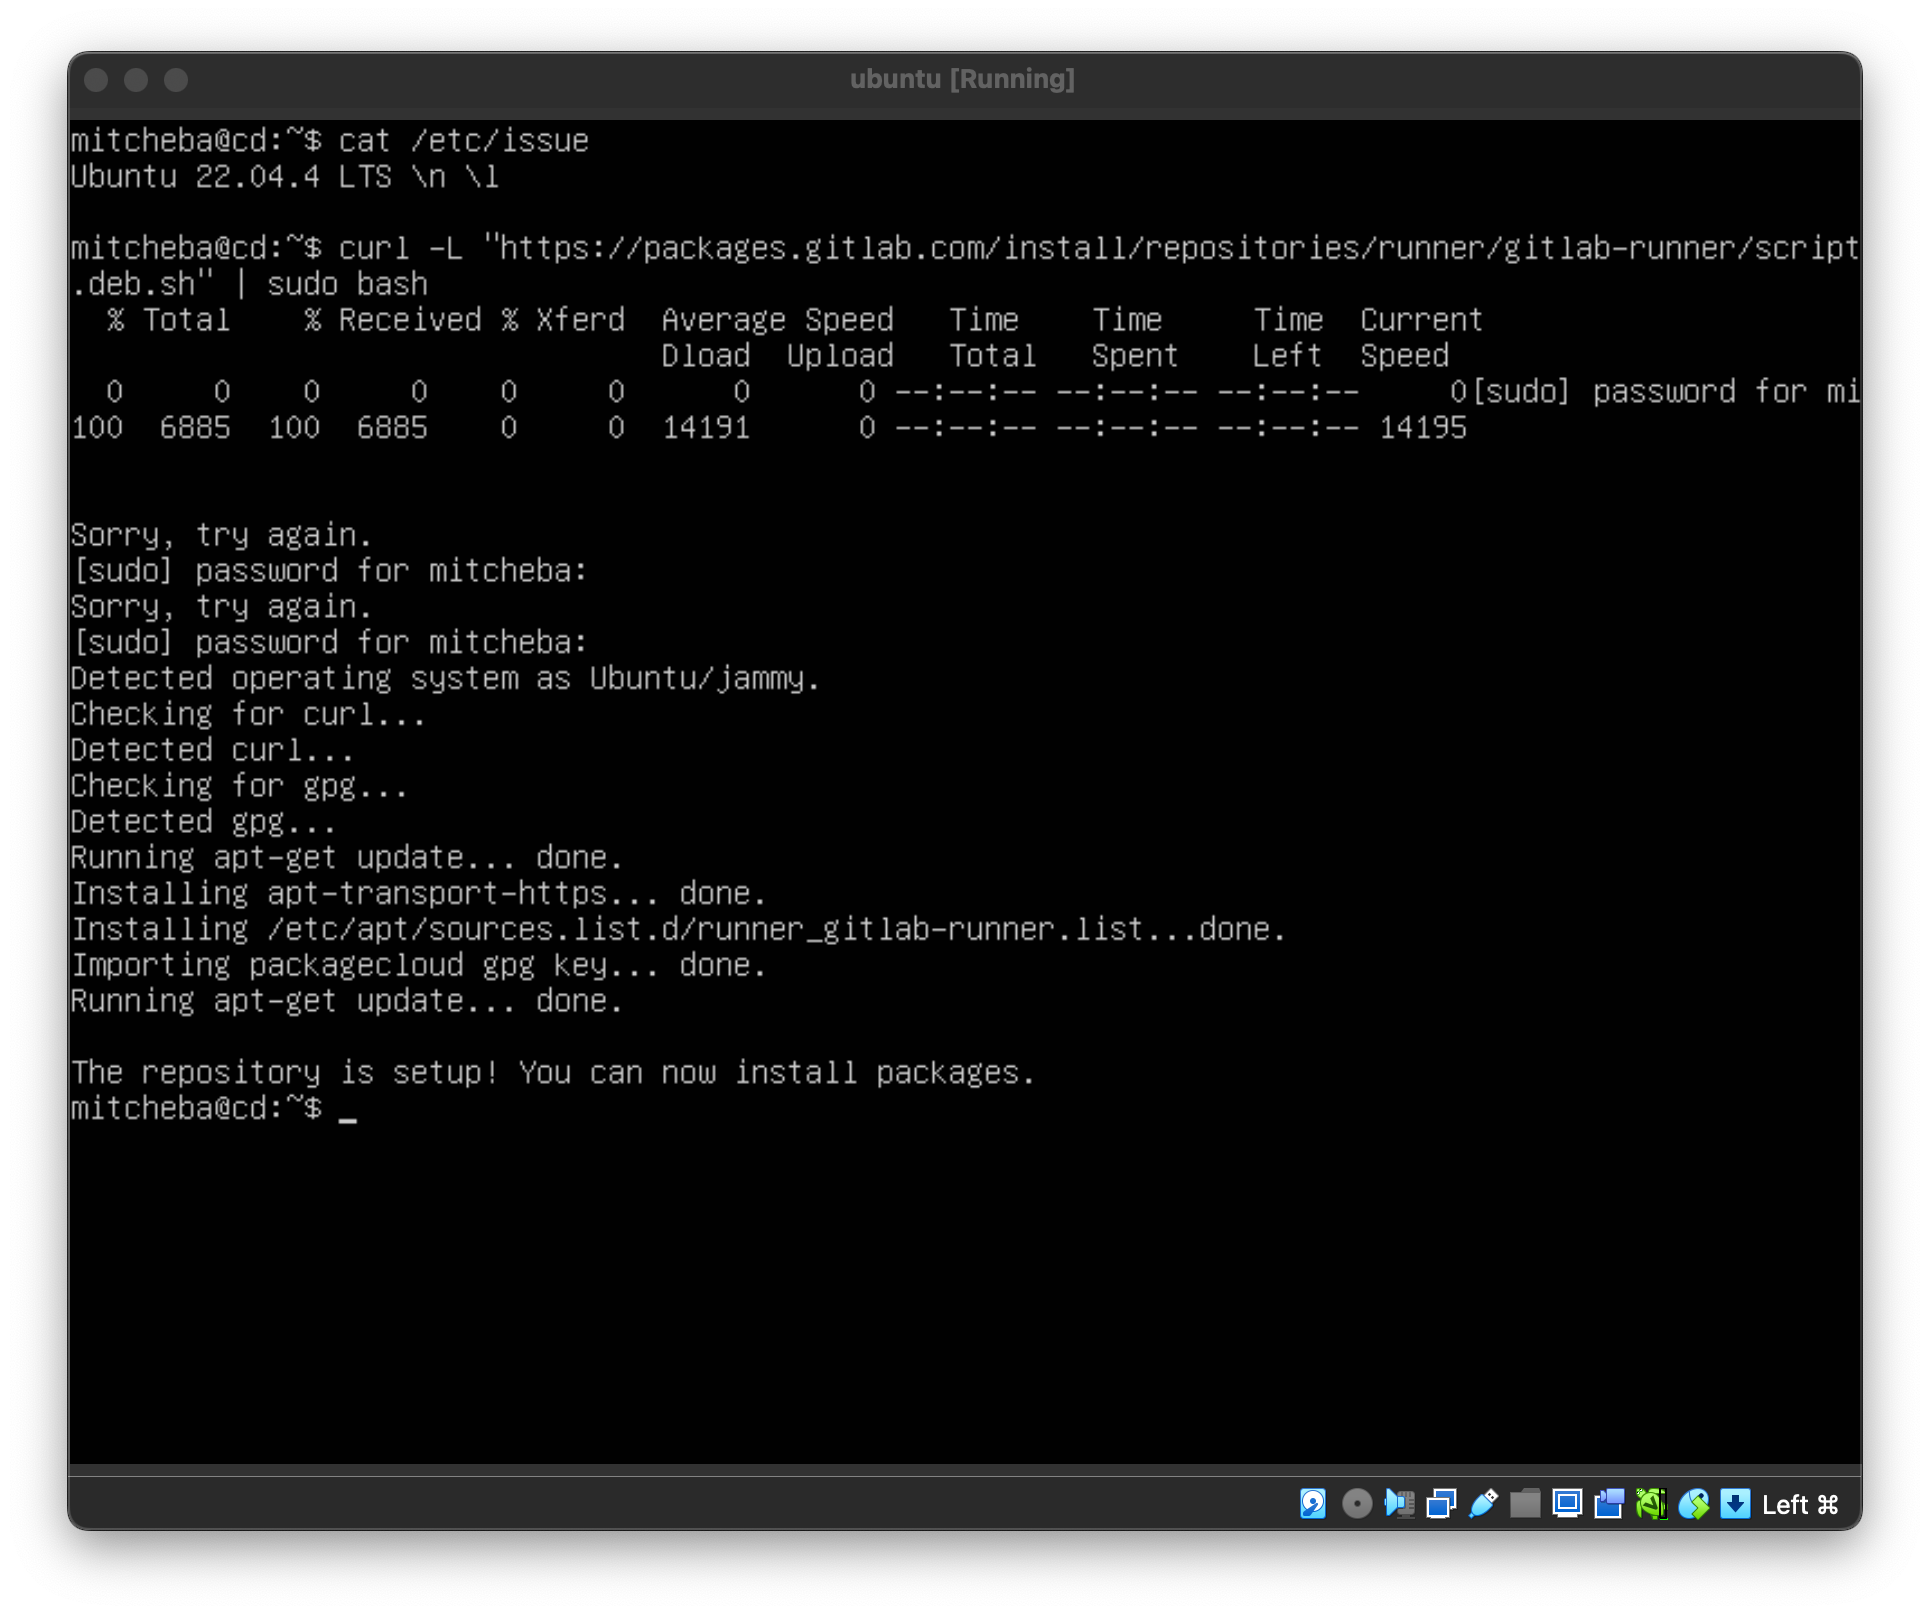 ubuntu [Running]
mitcheba@cd:~$ cat /etc/issue
Ubuntu 22.04.4 LTS \n \l
mitcheba@cd:~$ curl -L "https://packages.gitlab.com/install/repositories/runner/gitlab-runner/script
.deb.sh" | sudo bash
  % Total    % Received % Xferd  Average Speed   Time    Time     Time  Current
                                 Dload  Upload   Total   Spent    Left  Speed
  0     0    0     0    0     0      0      0 --:--:-- --:--:-- --:--:--     0[sudo] password for mi
100  6885  100  6885    0     0  14191      0 --:--:-- --:--:-- --:--:-- 14195
Sorry, try again.
[sudo] password for mitcheba:
Sorry, try again.
[sudo] password for mitcheba:
Detected operating system as Ubuntu/jammy.
Checking for curl...
Detected curl...
Checking for gpg...
Detected gpg...
Running apt-get update... done.
Installing apt-transport-https... done.
Installing /etc/apt/sources.list.d/runner_gitlab-runner.list...done.
Importing packagecloud gpg key... done.
Running apt-get update... done.
The repository is setup! You can now install packages.
mitcheba@cd:~$ _
Left ⌘